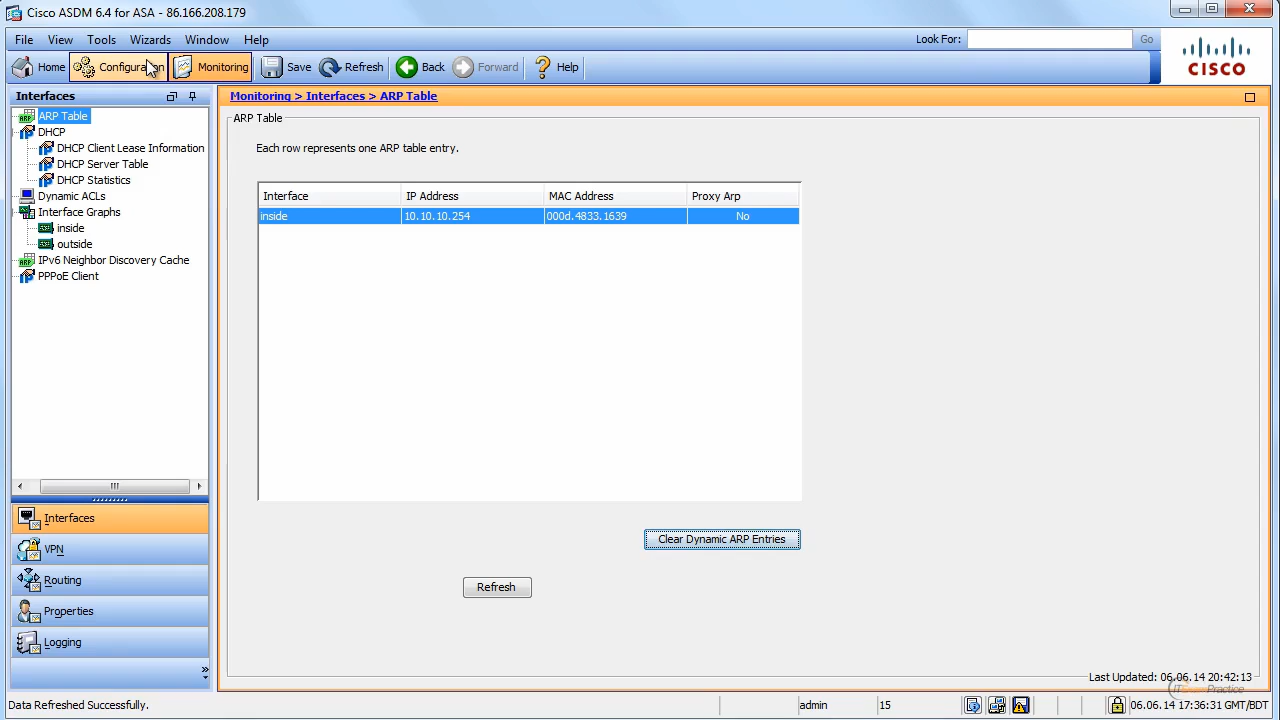 Cisco ASDM 6.4 for ASA - 86.166.208.179
File View Tools Wizards Window Help
Look For: Go
Home Configuration Monitoring Save Refresh Back Forward Help
CISCO
Interfaces
ARP Table
DHCP
DHCP Client Lease Information
DHCP Server Table
DHCP Statistics
Dynamic ACLs
Interface Graphs
inside
outside
IPv6 Neighbor Discovery Cache
PPPoE Client
Interfaces
VPN
Routing
Properties
Logging
Monitoring > Interfaces > ARP Table
ARP Table
Each row represents one ARP table entry.
Interface IP Address MAC Address Proxy Arp
inside 10.10.10.254 000d.4833.1639 No
Clear Dynamic ARP Entries
Refresh
Last Updated: 06.06.14 20:42:13
Data Refreshed Successfully.
admin
15
06.06.14 17:36:31 GMT/BDT